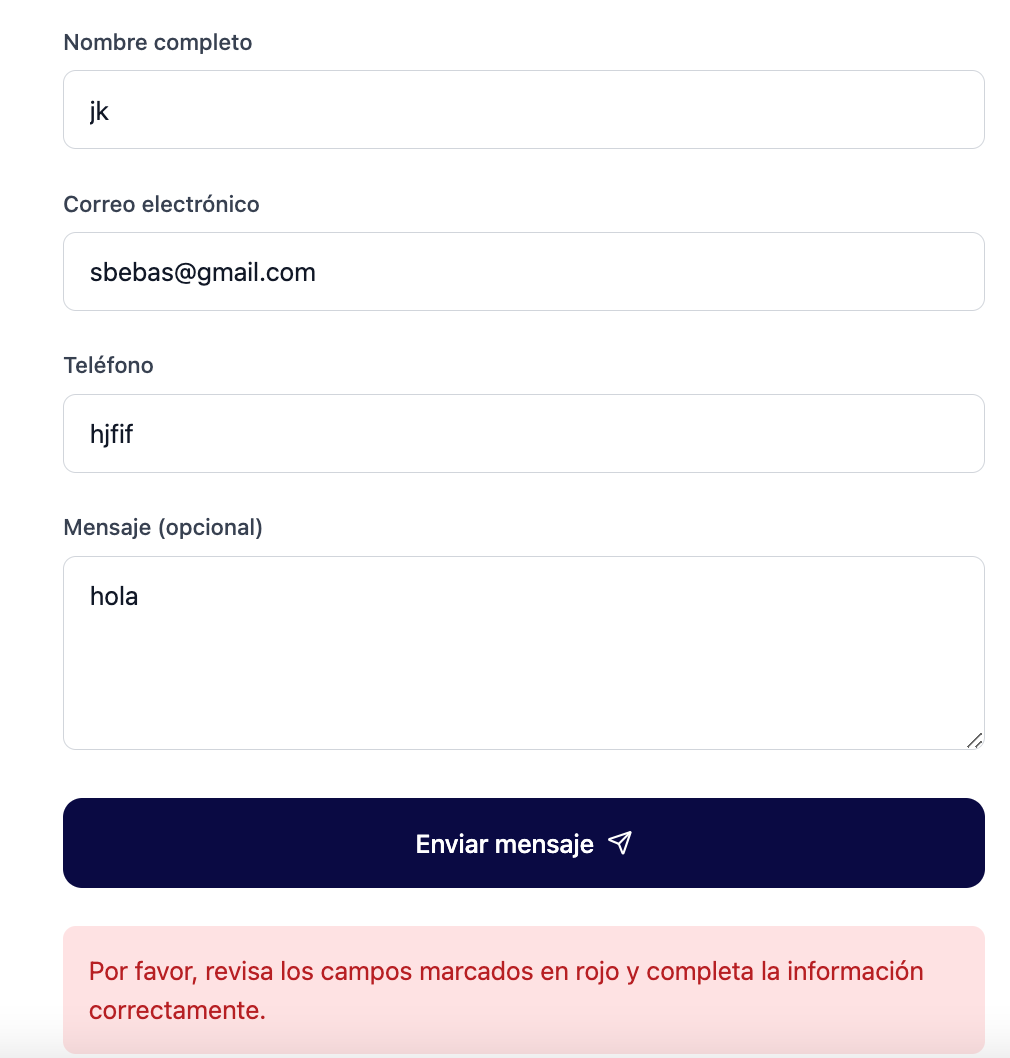 Nombre completo
jk
Correo electrónico
sbebas@gmail.com
Teléfono
hjfif
Mensaje (opcional)
hola
Enviar mensaje
Por favor, revisa los campos marcados en rojo y completa la información
correctamente.